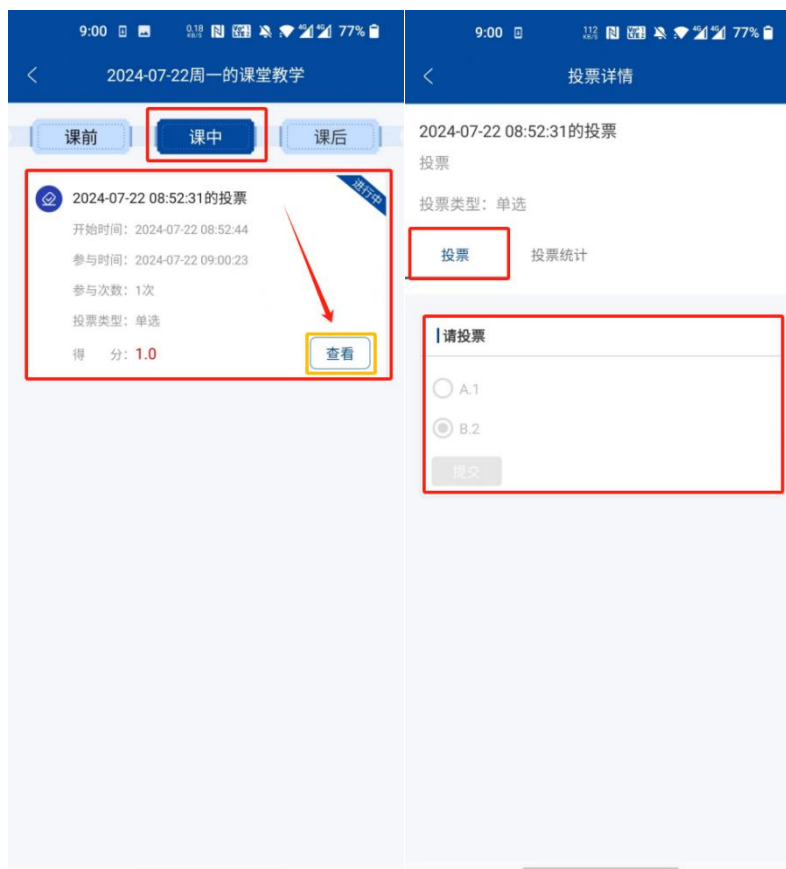 9:00
0.18
KB/S
77%
2024-07-22周一的课堂教学
课前
课中
课后
2024-07-22 08:52:31的投票
进行中
开始时间：2024-07-22 08:52:44
参与时间：2024-07-22 09:00:23
参与次数：1次
投票类型：单选
得 分：1.0
查看
9:00
112
KB/S
77%
投票详情
2024-07-22 08:52:31的投票
投票
投票类型：单选
投票
投票统计
请投票
A.1
B.2
提交